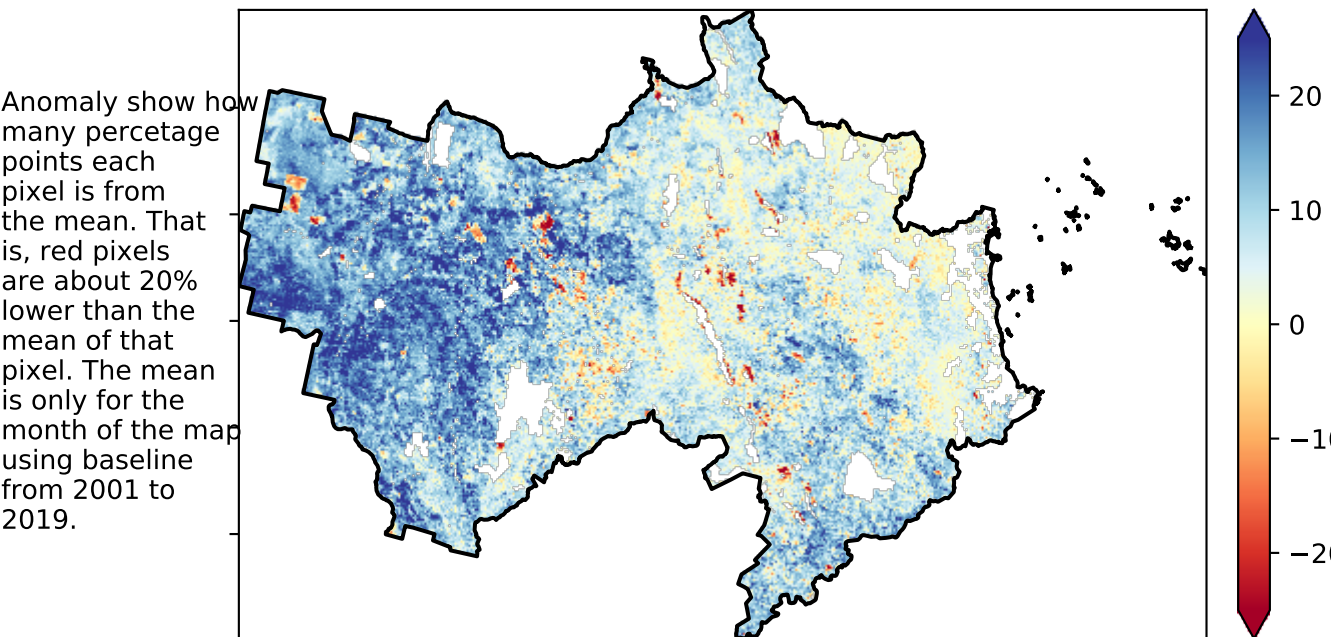 Anomaly show how
many percetage
points each
pixel is from
the mean. That
is, red pixels
are about 20%
lower than the
mean of that
pixel. The mean
is only for the
month of the map
using baseline
from 2001 to
2019.
20
10
0
−10
−20